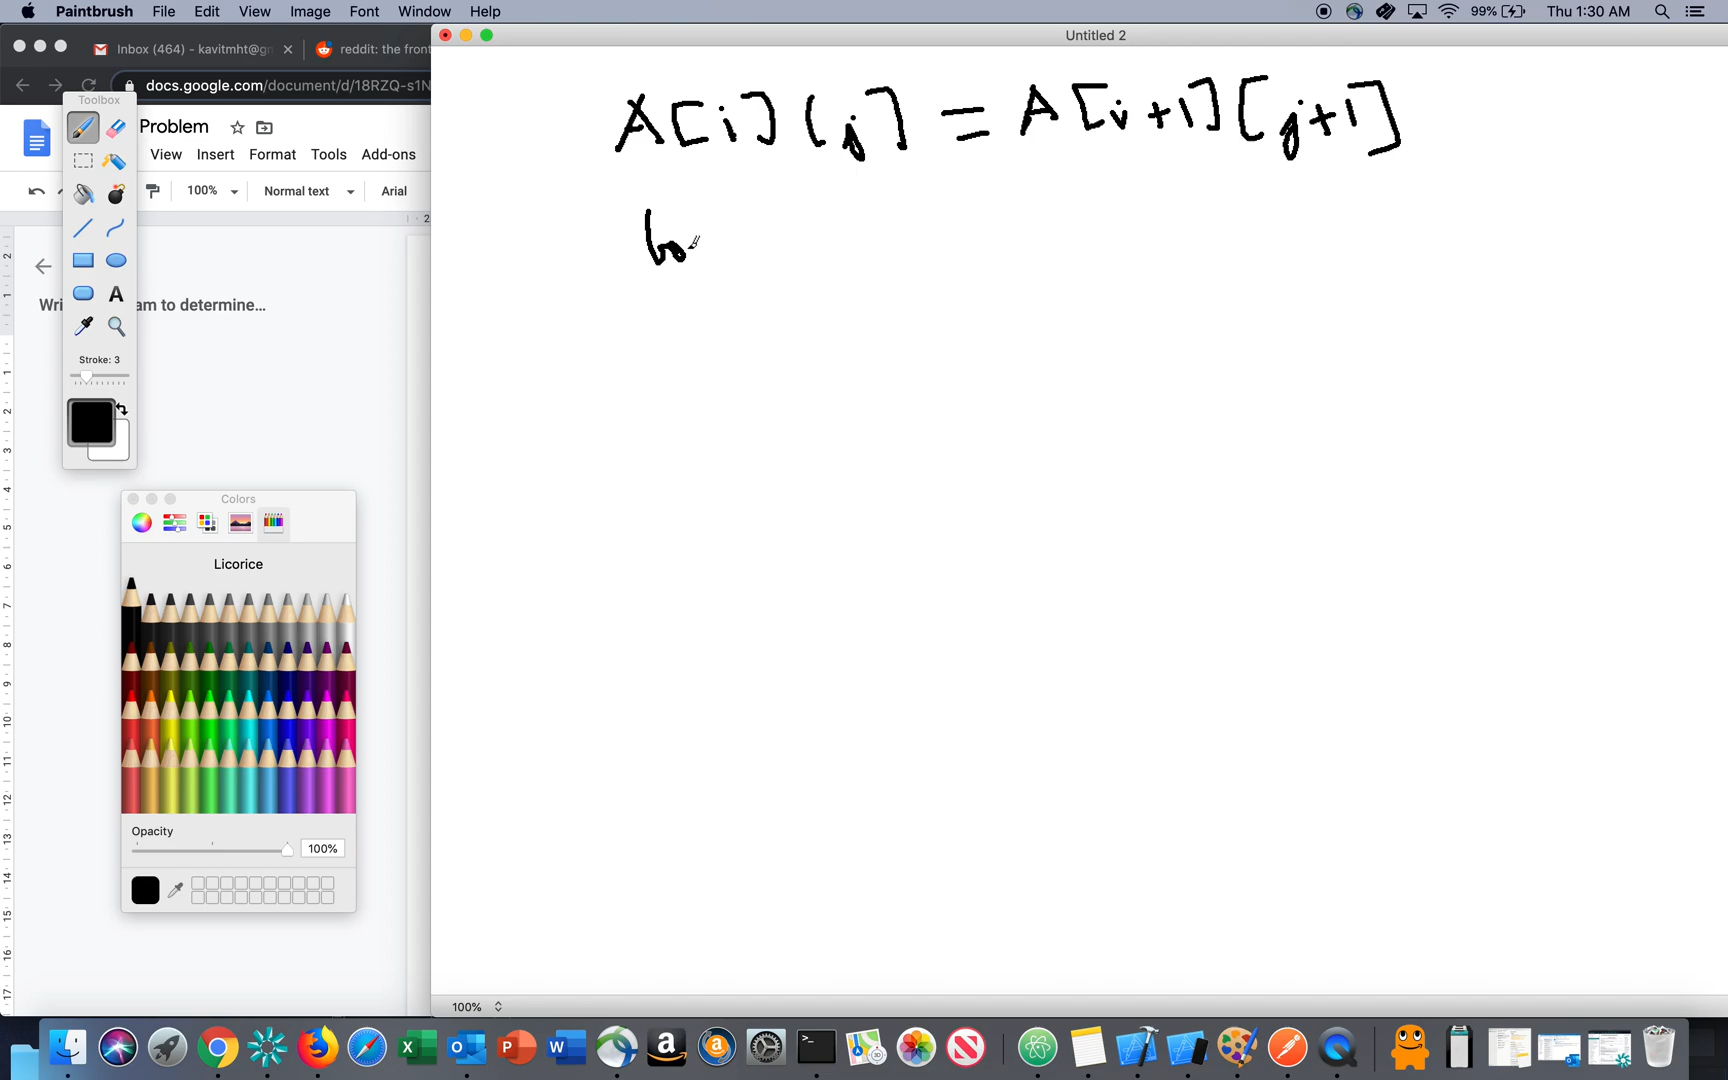 Paintbrush File Edit View Image Font Window Help 99% Thu 1:30 AM
Untitled 2
Inbox (464) - kavitmht@gm reddit: the front
docs.google.com/document/d/18RZQ-s1N
Toolbox
Problem
View Insert Format Tools Add-ons
100% Normal text Arial
Wri am to determine…
Stroke: 3
Colors
Licorice
Opacity
100%
A[i][j] = A[i+1][j+1]
100%